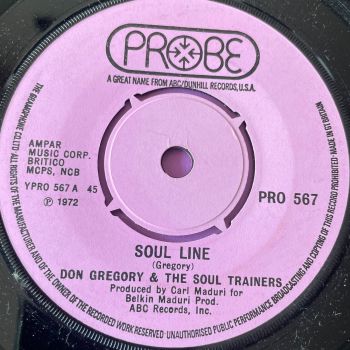 PROBE
A GREAT NAME FROM ABC/DUNHILL RECORDS, U.S.A.
AMPAR
MUSIC CORP.
BRITICO
MCPS, NCB
YPRO 567 A 45
℗ 1972
PRO 567
SOUL LINE
(Gregory)
DON GREGORY & THE SOUL TRAINERS
Produced by Carl Maduri for
Belkin Maduri Prod.
ABC Records, Inc.
THE GRAMOPHONE CO. LTD. ALL RIGHTS OF THE MANUFACTURER AND OF THE OWNER OF THE RECORDED WORK RESERVED · UNAUTHORISED PUBLIC PERFORMANCE BROADCASTING AND COPYING OF THIS RECORD PROHIBITED · MADE IN GT BRITAIN